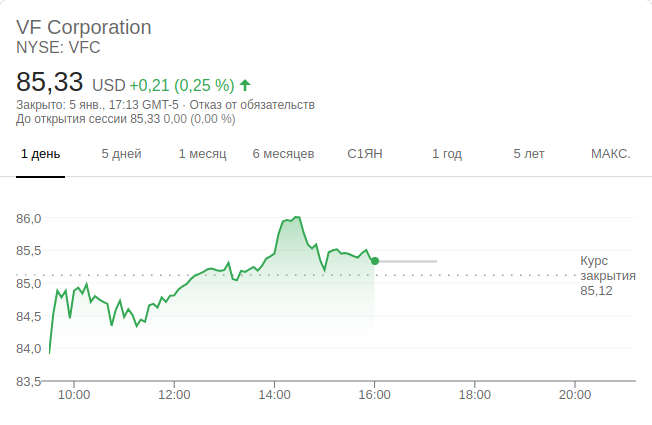 VF Corporation
NYSE: VFC
85,33 USD +0,21 (0,25 %)
Закрыто: 5 янв., 17:13 GMT-5 · Отказ от обязательств
До открытия сессии 85,33 0,00 (0,00 %)
1 день 5 дней 1 месяц 6 месяцев С1ЯН 1 год 5 лет МАКС.
86,0
85,5
85,0
84,5
84,0
83,5
Курс
закрытия
85,12
10:00 12:00 14:00 16:00 18:00 20:00